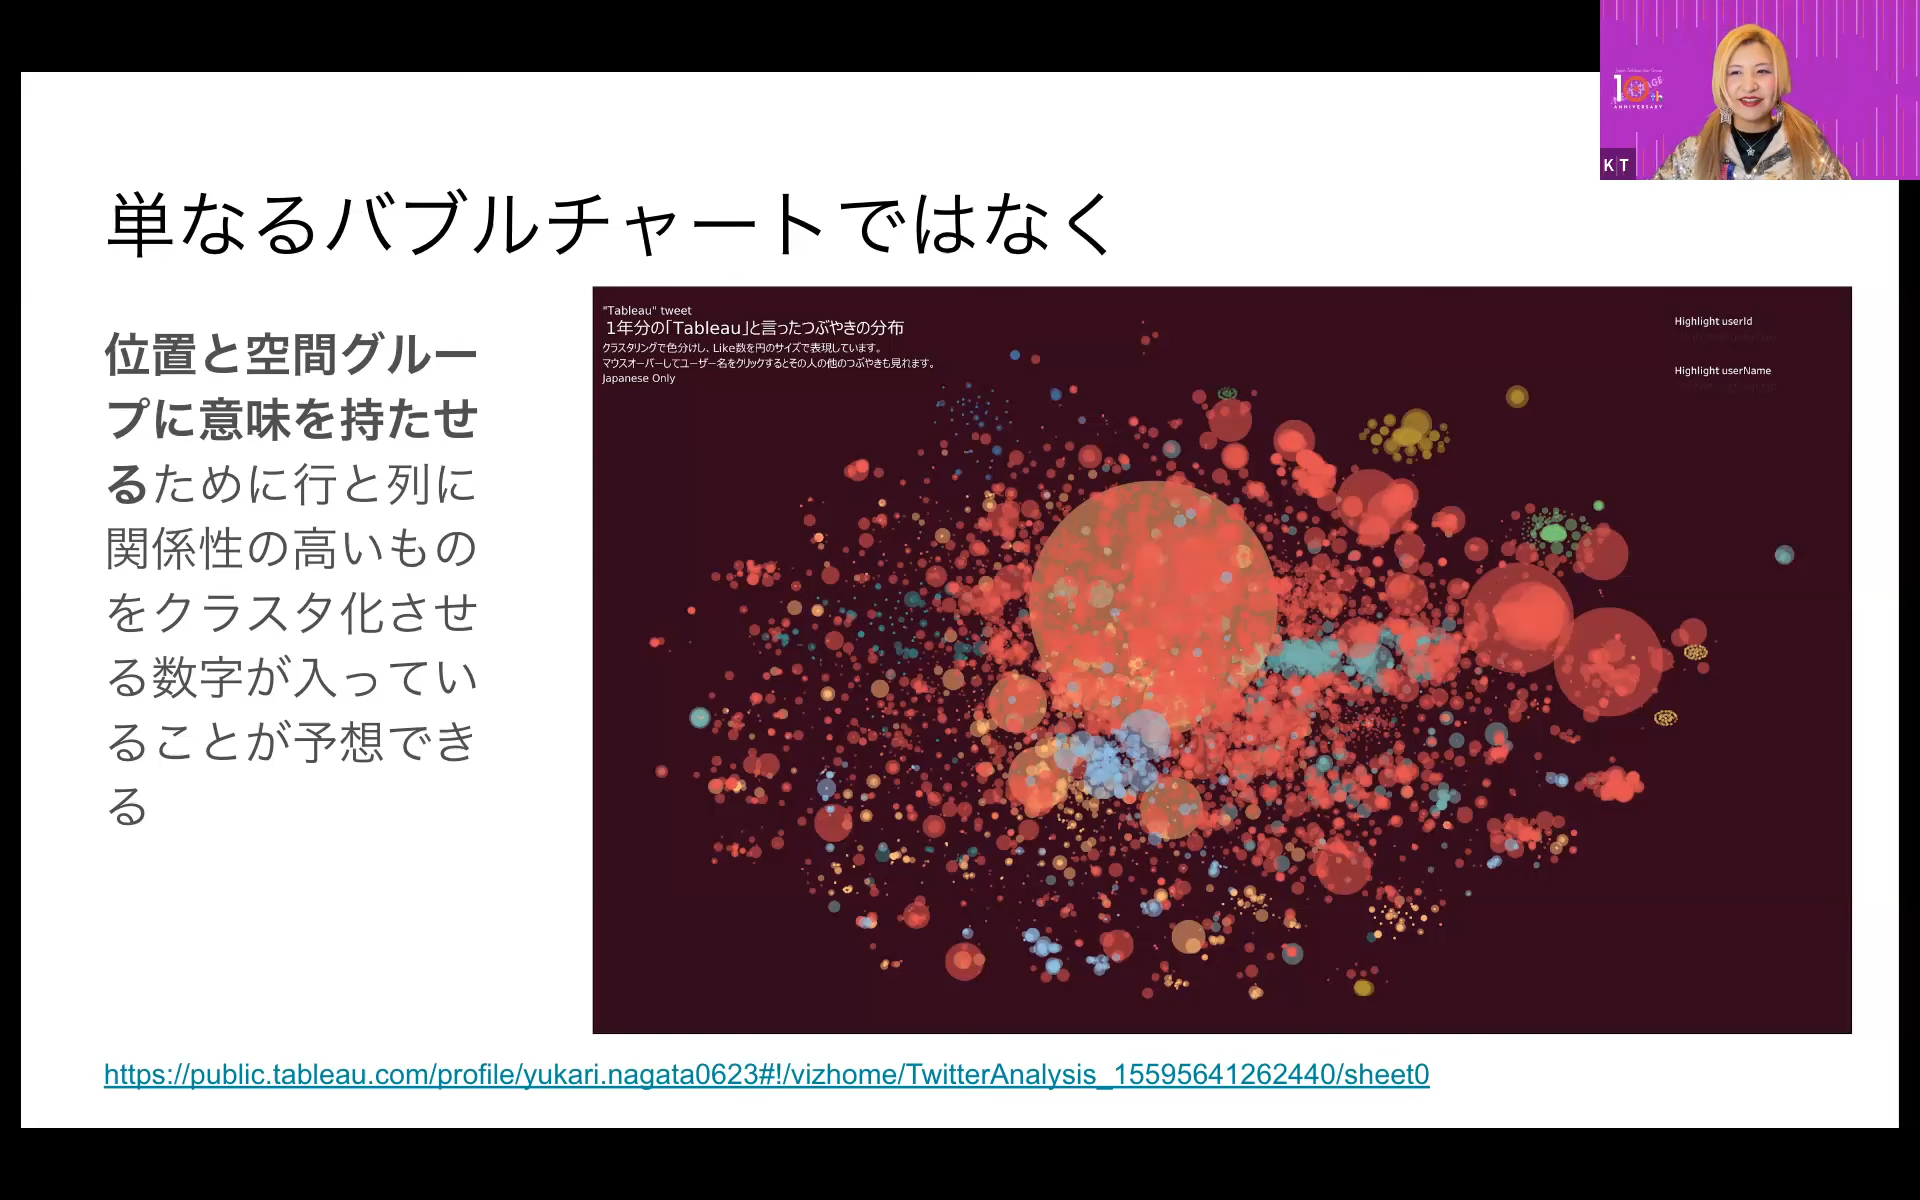 単なるバブルチャートではなく
位置と空間グルー
プに意味を持たせ
るために行と列に
関係性の高いもの
をクラスタ化させ
る数字が入ってい
ることが予想でき
る
"Tableau" tweet
1年分の「Tableau」と言ったつぶやきの分布
クラスタリングで色分けし、Like数を円のサイズで表現しています。
マウスオーバーしてユーザー名をクリックするとその人の他のつぶやきも見れます。
Japanese Only
Highlight userId
Highlight userName
https://public.tableau.com/profile/yukari.nagata0623#!/vizhome/TwitterAnalysis_15595641262440/sheet0
10th
ANNIVERSARY
K T